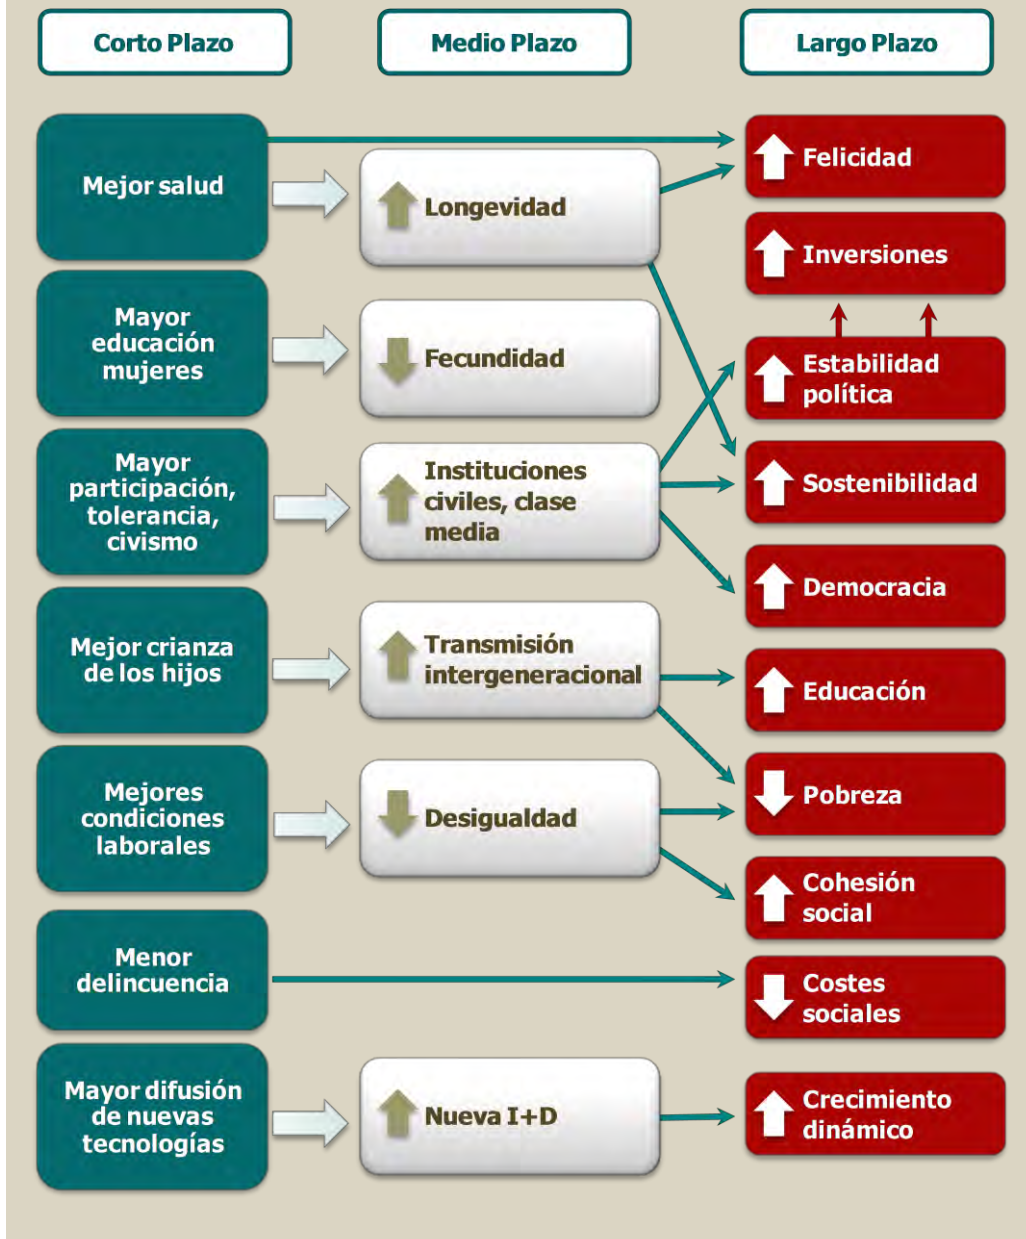 Corto Plazo
Medio Plazo
Largo Plazo
Mejor salud
Mayor
educación
mujeres
Mayor
participación,
tolerancia,
civismo
Mejor crianza
de los hijos
Mejores
condiciones
laborales
Menor
delincuencia
Mayor difusión
de nuevas
tecnologías
Longevidad
Fecundidad
Instituciones
civiles, clase
media
Transmisión
intergeneracional
Desigualdad
Nueva I+D
Felicidad
Inversiones
Estabilidad
política
Sostenibilidad
Democracia
Educación
Pobreza
Cohesión
social
Costes
sociales
Crecimiento
dinámico